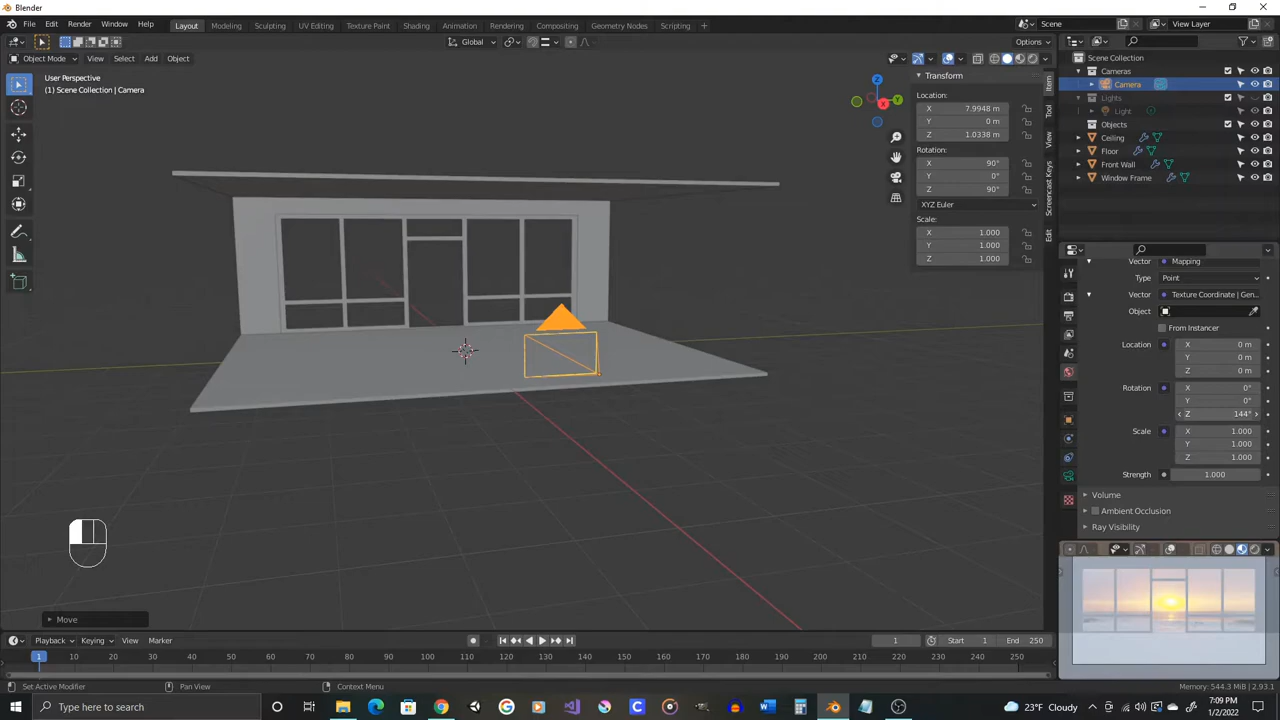 Blender
File Edit Render Window Help Layout Modeling Sculpting UV Editing Texture Paint Shading Animation Rendering Compositing Geometry Nodes Scripting + Scene View Layer
Global Options
Object Mode View Select Add Object
User Perspective
(1) Scene Collection | Camera
Transform
Location:
X 7.9948 m
Y 0 m
Z 1.0338 m
Rotation:
X 90°
Y 0°
Z 90°
XYZ Euler
Scale:
X 1.000
Y 1.000
Z 1.000
Item
Tool
View
Screencast Keys
Edit
Z
Y
X
Scene Collection
Cameras
Camera
Lights
Light
Objects
Ceiling
Floor
Front Wall
Window Frame
Vector Mapping
Type Point
Vector Texture Coordinate | Gen..
Object
From Instancer
Location X 0 m
Y 0 m
Z 0 m
Rotation X 0°
Y 0°
Z 144°
Scale X 1.000
Y 1.000
Z 1.000
Strength 1.000
Volume
Ambient Occlusion
Ray Visibility
Move
Playback Keying View Marker 1 Start 1 End 250
1 10 20 30 40 50 60 70 80 90 100 110 120 130 140 150 160 170 180 190 200 210 220 230 240 250
Set Active Modifier Pan View Context Menu Memory: 544.3 MiB | 2.93.1
Type here to search 23°F Cloudy 7:09 PM
1/2/2022